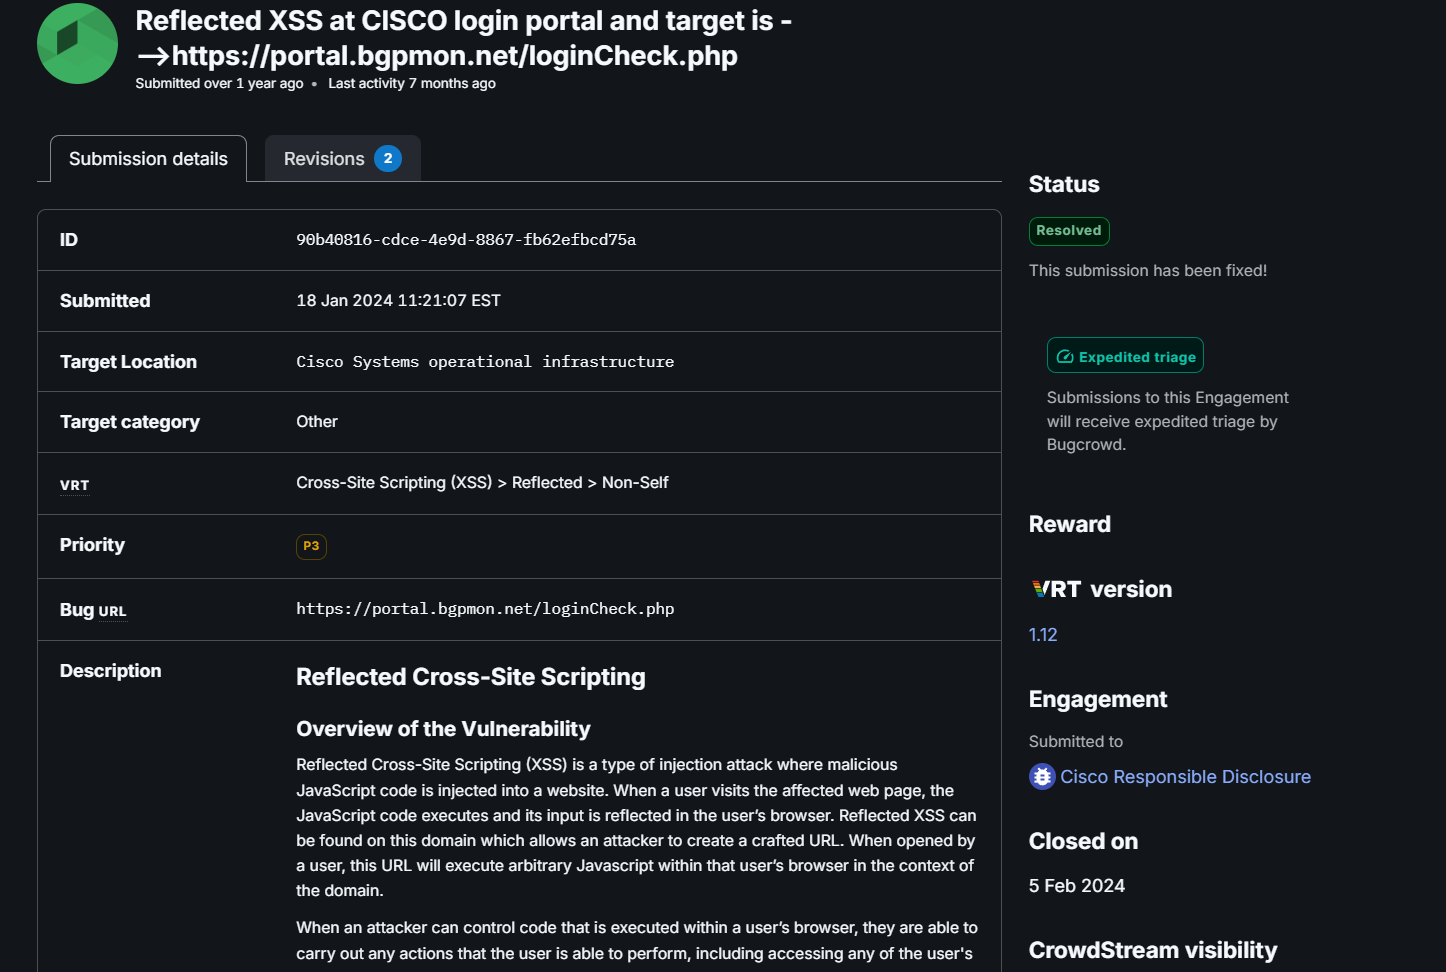 Reflected XSS at CISCO login portal and target is -
-->https://portal.bgpmon.net/loginCheck.php
Submitted over 1 year ago • Last activity 7 months ago
Submission details
Revisions 2
ID
90b40816-cdce-4e9d-8867-fb62efbcd75a
Submitted
18 Jan 2024 11:21:07 EST
Target Location
Cisco Systems operational infrastructure
Target category
Other
VRT
Cross-Site Scripting (XSS) > Reflected > Non-Self
Priority
P3
Bug URL
https://portal.bgpmon.net/loginCheck.php
Description
Reflected Cross-Site Scripting
Overview of the Vulnerability
Reflected Cross-Site Scripting (XSS) is a type of injection attack where malicious
JavaScript code is injected into a website. When a user visits the affected web page, the
JavaScript code executes and its input is reflected in the user’s browser. Reflected XSS can
be found on this domain which allows an attacker to create a crafted URL. When opened by
a user, this URL will execute arbitrary Javascript within that user’s browser in the context of
the domain.
When an attacker can control code that is executed within a user’s browser, they are able to
carry out any actions that the user is able to perform, including accessing any of the user's
Status
Resolved
This submission has been fixed!
Expedited triage
Submissions to this Engagement
will receive expedited triage by
Bugcrowd.
Reward
VRT version
1.12
Engagement
Submitted to
Cisco Responsible Disclosure
Closed on
5 Feb 2024
CrowdStream visibility